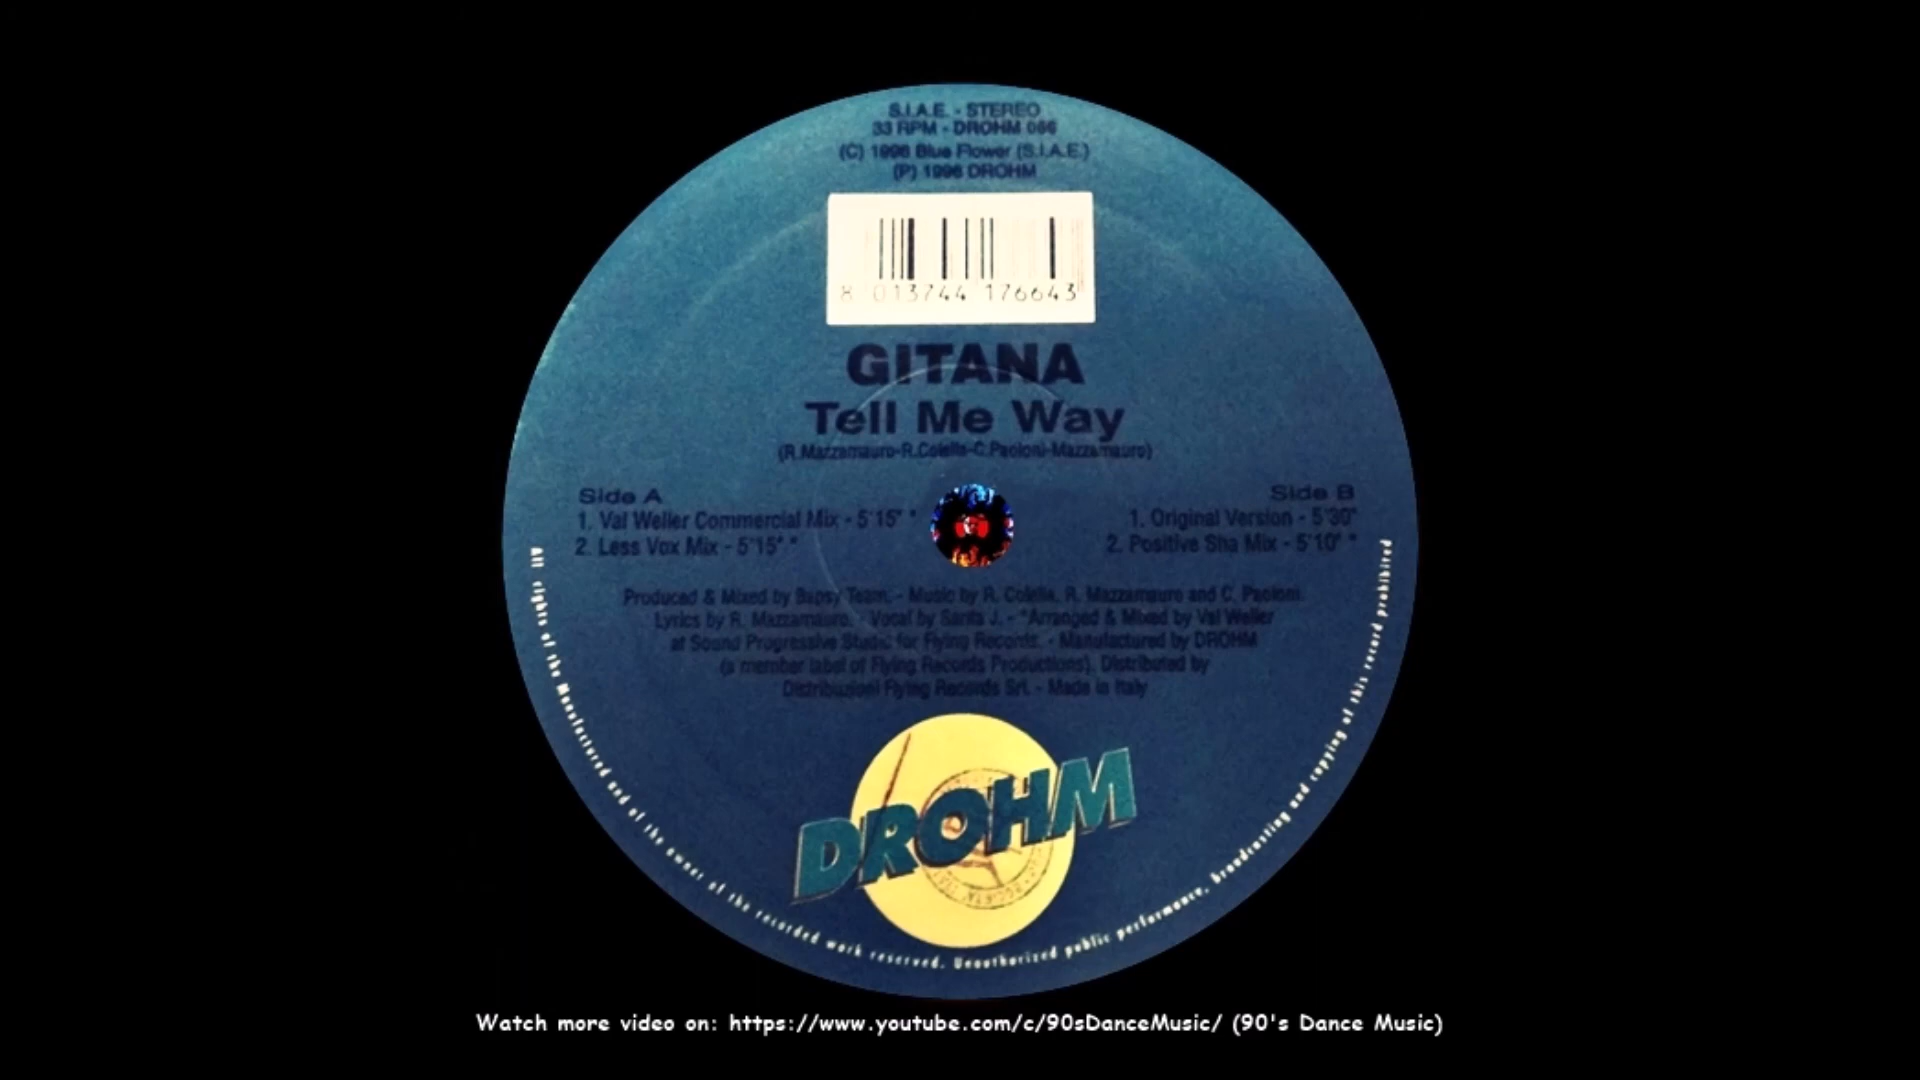 S.I.A.E. - STEREO
33 RPM - DROHM 066
(C) 1996 Blue Flower (S.I.A.E.)
(P) 1996 DROHM
8 013744 176643
GITANA
Tell Me Way
(R.Mazzamauro-R.Colella-C.Paoloni-Mazzamauro)
Side A
1. Val Weller Commercial Mix - 5'15" *
2. Less Vox Mix - 5'15" *
Side B
1. Original Version - 5'30"
2. Positive Sha Mix - 5'10" *
Produced & Mixed by Bapsy Team. - Music by R. Colella, R. Mazzamauro and C. Paoloni.
Lyrics by R. Mazzamauro. - Vocal by Santa J. - *Arranged & Mixed by Val Weller
at Sound Progressive Studio for Flying Records. - Manufactured by DROHM
(a member label of Flying Records Productions). Distributed by
Distribuzioni Flying Records Srl. - Made in Italy
DROHM
All rights of the Manufactured and of the owner of the recorded work reserved. Unauthorized public performance, broadcasting and copying of this record prohibited
Watch more video on: https://www.youtube.com/c/90sDanceMusic/ (90's Dance Music)